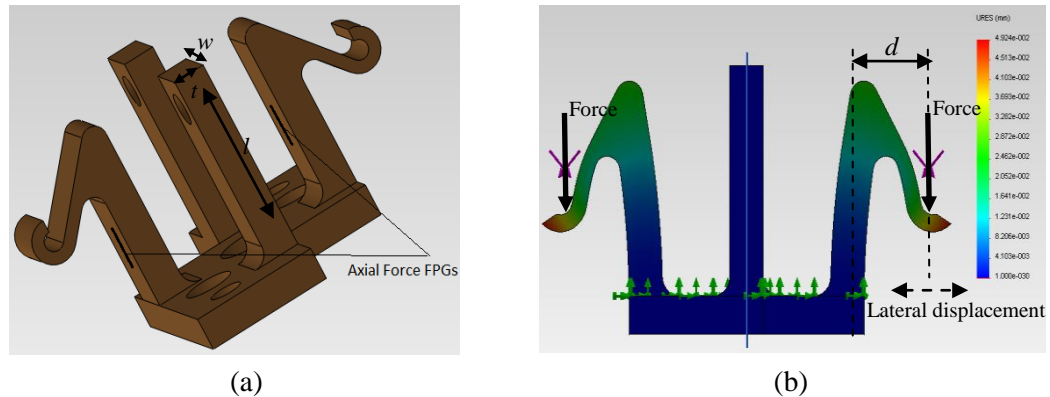 w
t
l
Axial Force FPGs
(a)
URES (mm)
d
Force
Force
4.924e-002
4.513e-002
4.103e-002
3.692e-002
3.282e-002
2.872e-002
2.462e-002
2.052e-002
1.641e-002
1.231e-002
8.206e-003
4.103e-003
1.000e-030
Lateral displacement
(b)